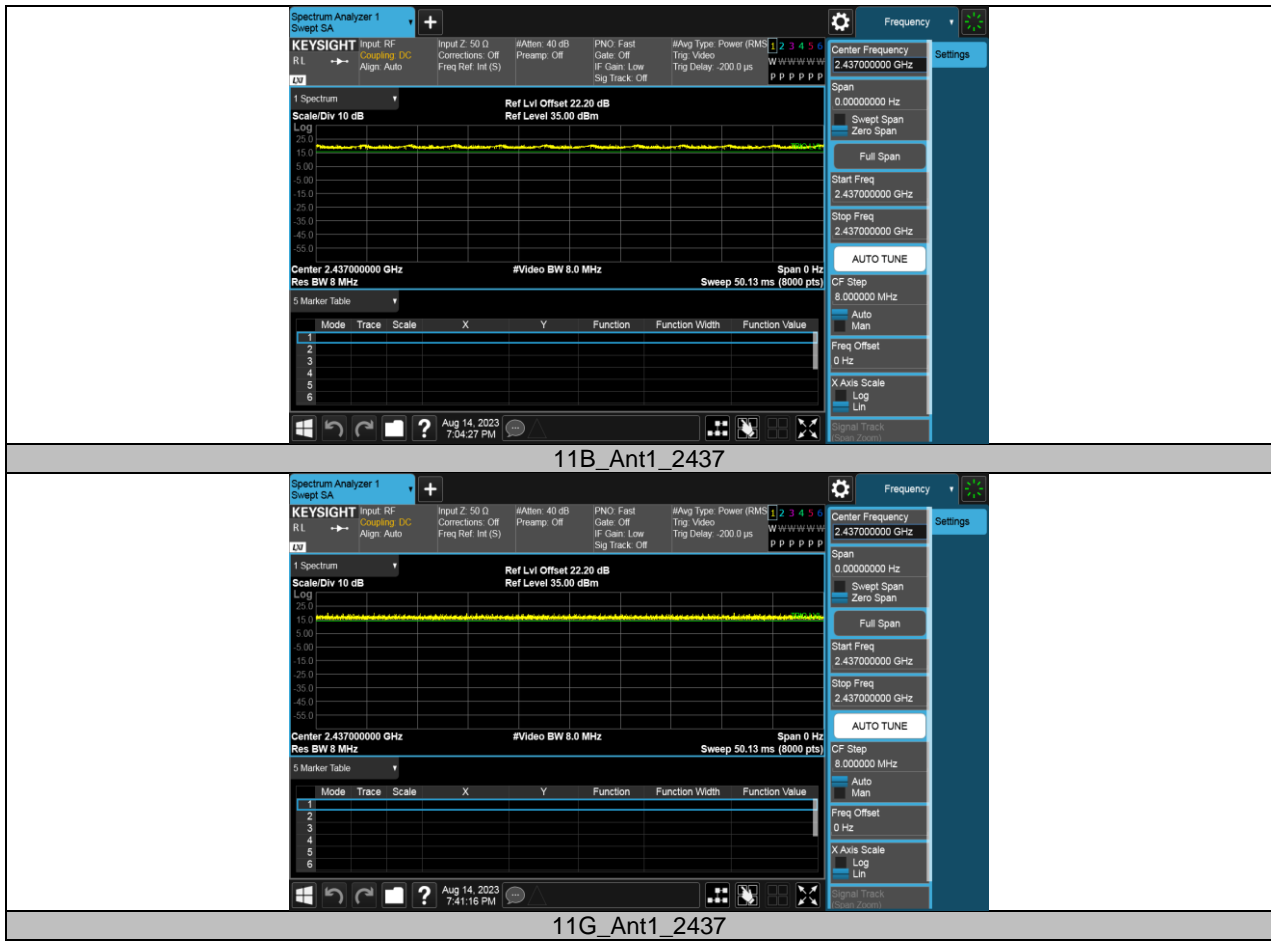 Spectrum Analyzer 1
Swept SA
+
Frequency
KEYSIGHT
RL
LXI
Input: RF
Coupling: DC
Align: Auto
Input Z: 50 Ω
Corrections: Off
Freq Ref: Int (S)
#Atten: 40 dB
Preamp: Off
PNO: Fast
Gate: Off
IF Gain: Low
Sig Track: Off
#Avg Type: Power (RMS
Trig: Video
Trig Delay: -200.0 µs
1 2 3 4 5 6
W W W W W W
P P P P P P
Center Frequency
2.437000000 GHz
Settings
1 Spectrum
Scale/Div 10 dB
Ref Lvl Offset 22.20 dB
Ref Level 35.00 dBm
Log
25.0
15.0
5.00
-5.00
-15.0
-25.0
-35.0
-45.0
-55.0
Center 2.437000000 GHz
Res BW 8 MHz
#Video BW 8.0 MHz
Span 0 Hz
Sweep 50.13 ms (8000 pts)
Span
0.00000000 Hz
Swept Span
Zero Span
Full Span
Start Freq
2.437000000 GHz
Stop Freq
2.437000000 GHz
AUTO TUNE
CF Step
8.000000 MHz
Auto
Man
Freq Offset
0 Hz
X Axis Scale
Log
Lin
Signal Track
(Span Zoom)
5 Marker Table
Mode Trace Scale X Y Function Function Width Function Value
1
2
3
4
5
6
?
Aug 14, 2023
7:04:27 PM
11B_Ant1_2437
Spectrum Analyzer 1
Swept SA
+
Frequency
KEYSIGHT
RL
LXI
Input: RF
Coupling: DC
Align: Auto
Input Z: 50 Ω
Corrections: Off
Freq Ref: Int (S)
#Atten: 40 dB
Preamp: Off
PNO: Fast
Gate: Off
IF Gain: Low
Sig Track: Off
#Avg Type: Power (RMS
Trig: Video
Trig Delay: -200.0 µs
1 2 3 4 5 6
W W W W W W
P P P P P P
Center Frequency
2.437000000 GHz
Settings
1 Spectrum
Scale/Div 10 dB
Ref Lvl Offset 22.20 dB
Ref Level 35.00 dBm
Log
25.0
15.0
5.00
-5.00
-15.0
-25.0
-35.0
-45.0
-55.0
Center 2.437000000 GHz
Res BW 8 MHz
#Video BW 8.0 MHz
Span 0 Hz
Sweep 50.13 ms (8000 pts)
Span
0.00000000 Hz
Swept Span
Zero Span
Full Span
Start Freq
2.437000000 GHz
Stop Freq
2.437000000 GHz
AUTO TUNE
CF Step
8.000000 MHz
Auto
Man
Freq Offset
0 Hz
X Axis Scale
Log
Lin
Signal Track
(Span Zoom)
5 Marker Table
Mode Trace Scale X Y Function Function Width Function Value
1
2
3
4
5
6
?
Aug 14, 2023
7:41:16 PM
11G_Ant1_2437